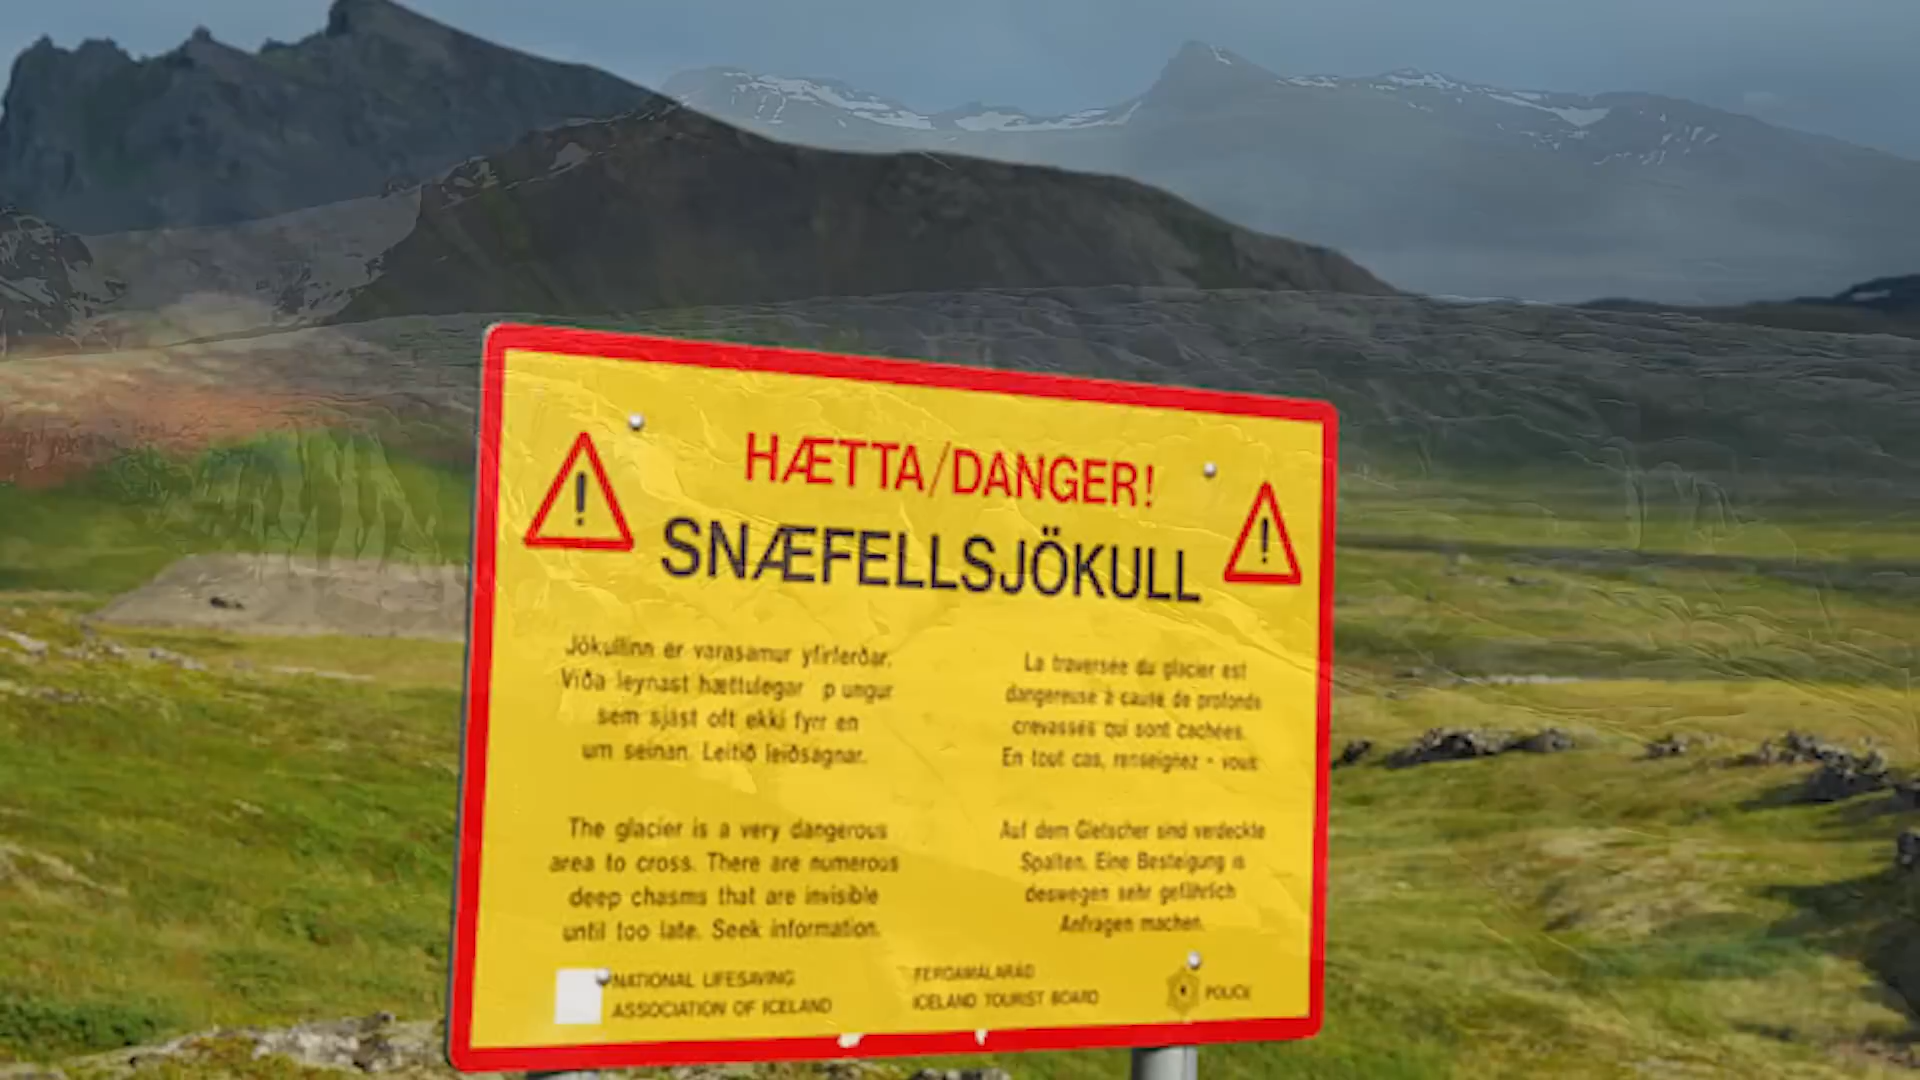 HÆTTA/DANGER!
SNÆFELLSJÖKULL
Jökullinn er varasamur yfirferðar.
Víða leynast hættulegar p ungur
sem sjást oft ekki fyrr en
um seinan. Leitið leiðsagnar.
La traversée du glacier est
dangereuse à cause de profonds
crevasses qui sont cachées.
En tout cas, renseignez - vous
The glacier is a very dangerous
area to cross. There are numerous
deep chasms that are invisible
until too late. Seek information.
Auf dem Gletscher sind verdeckte
Spalten. Eine Besteigung is
deswegen sehr gefährlich
Anfragen machen.
NATIONAL LIFESAVING
ASSOCIATION OF ICELAND
FERÐAMÁLARÁÐ
ICELAND TOURIST BOARD
POLICE